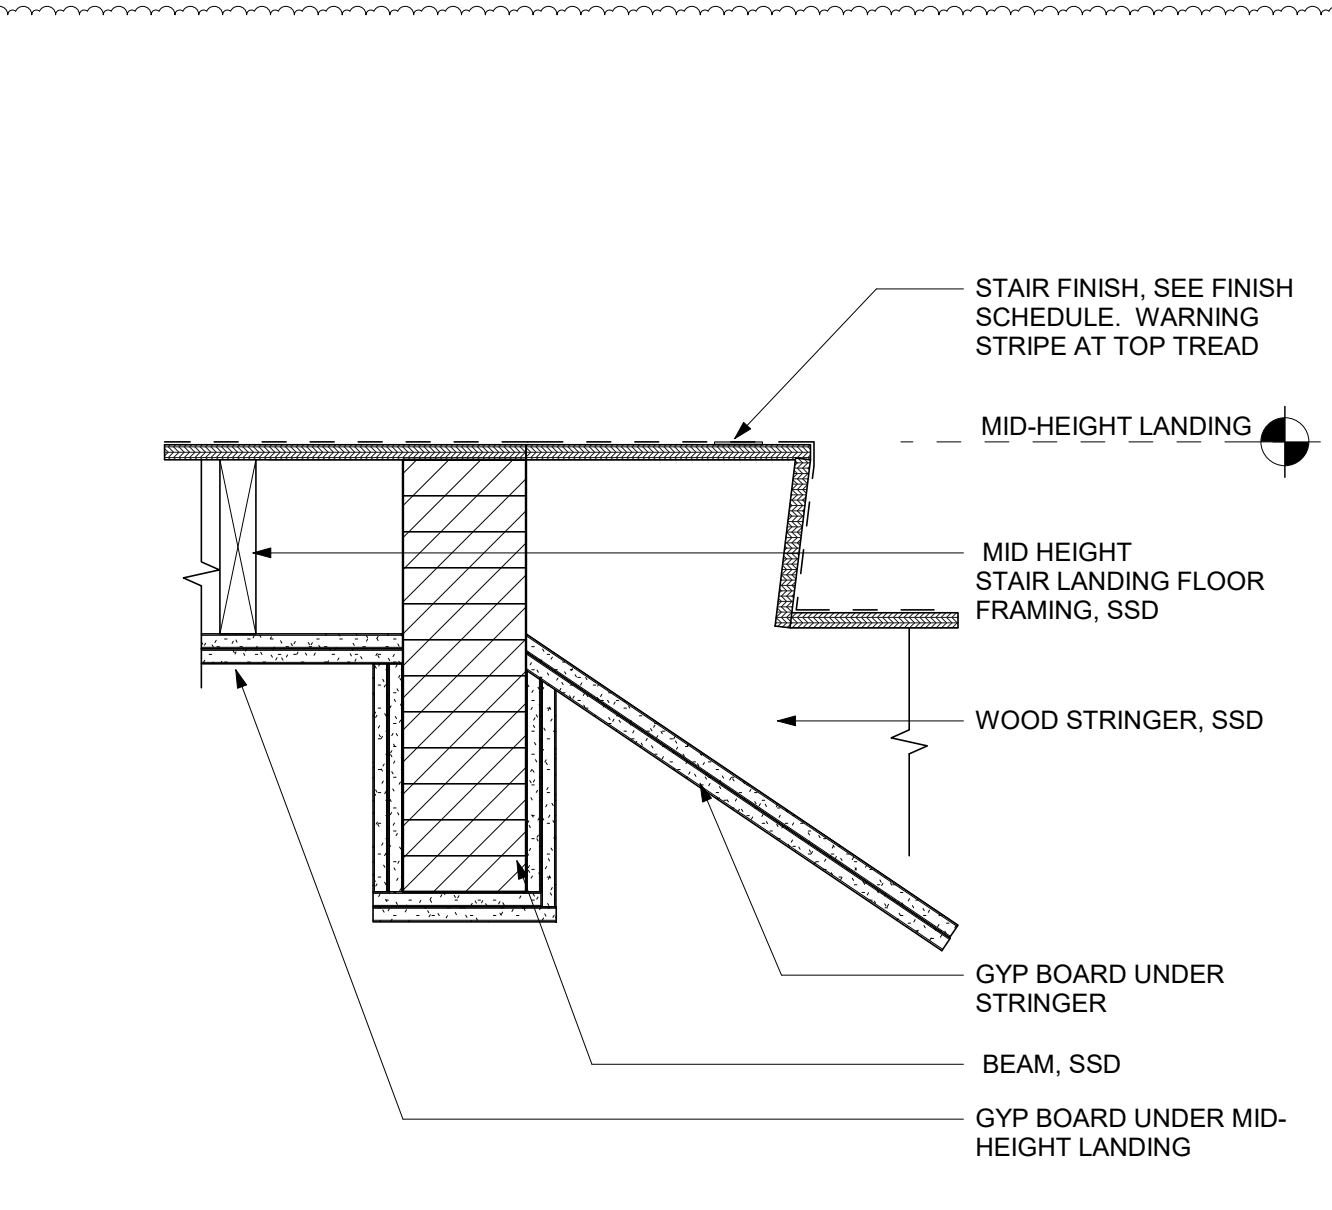 STAIR FINISH, SEE FINISH
SCHEDULE.  WARNING
STRIPE AT TOP TREAD
MID-HEIGHT LANDING
MID HEIGHT
STAIR LANDING FLOOR
FRAMING, SSD
WOOD STRINGER, SSD
GYP BOARD UNDER
STRINGER
BEAM, SSD
GYP BOARD UNDER MID-
HEIGHT LANDING